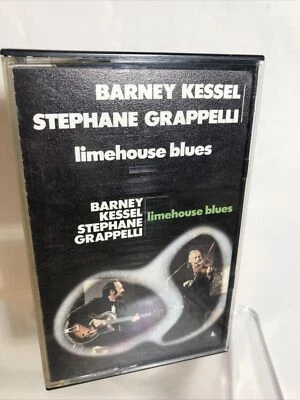 BARNEY KESSEL
STEPHANE GRAPPELLI
limehouse blues
BARNEY
KESSEL
STEPHANE
GRAPPELLI
limehouse blues